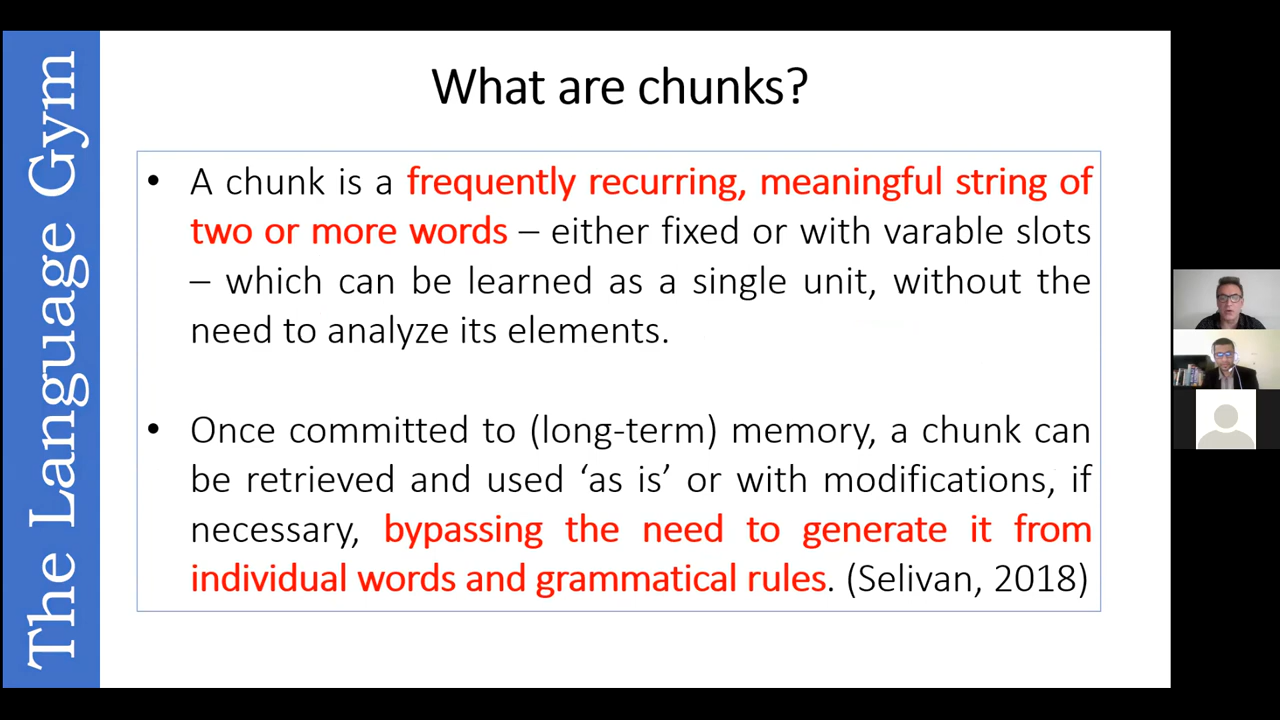 The Language Gym
What are chunks?
• A chunk is a frequently recurring, meaningful string of
two or more words – either fixed or with varable slots
– which can be learned as a single unit, without the
need to analyze its elements.
• Once committed to (long-term) memory, a chunk can
be retrieved and used ‘as is’ or with modifications, if
necessary, bypassing the need to generate it from
individual words and grammatical rules. (Selivan, 2018)